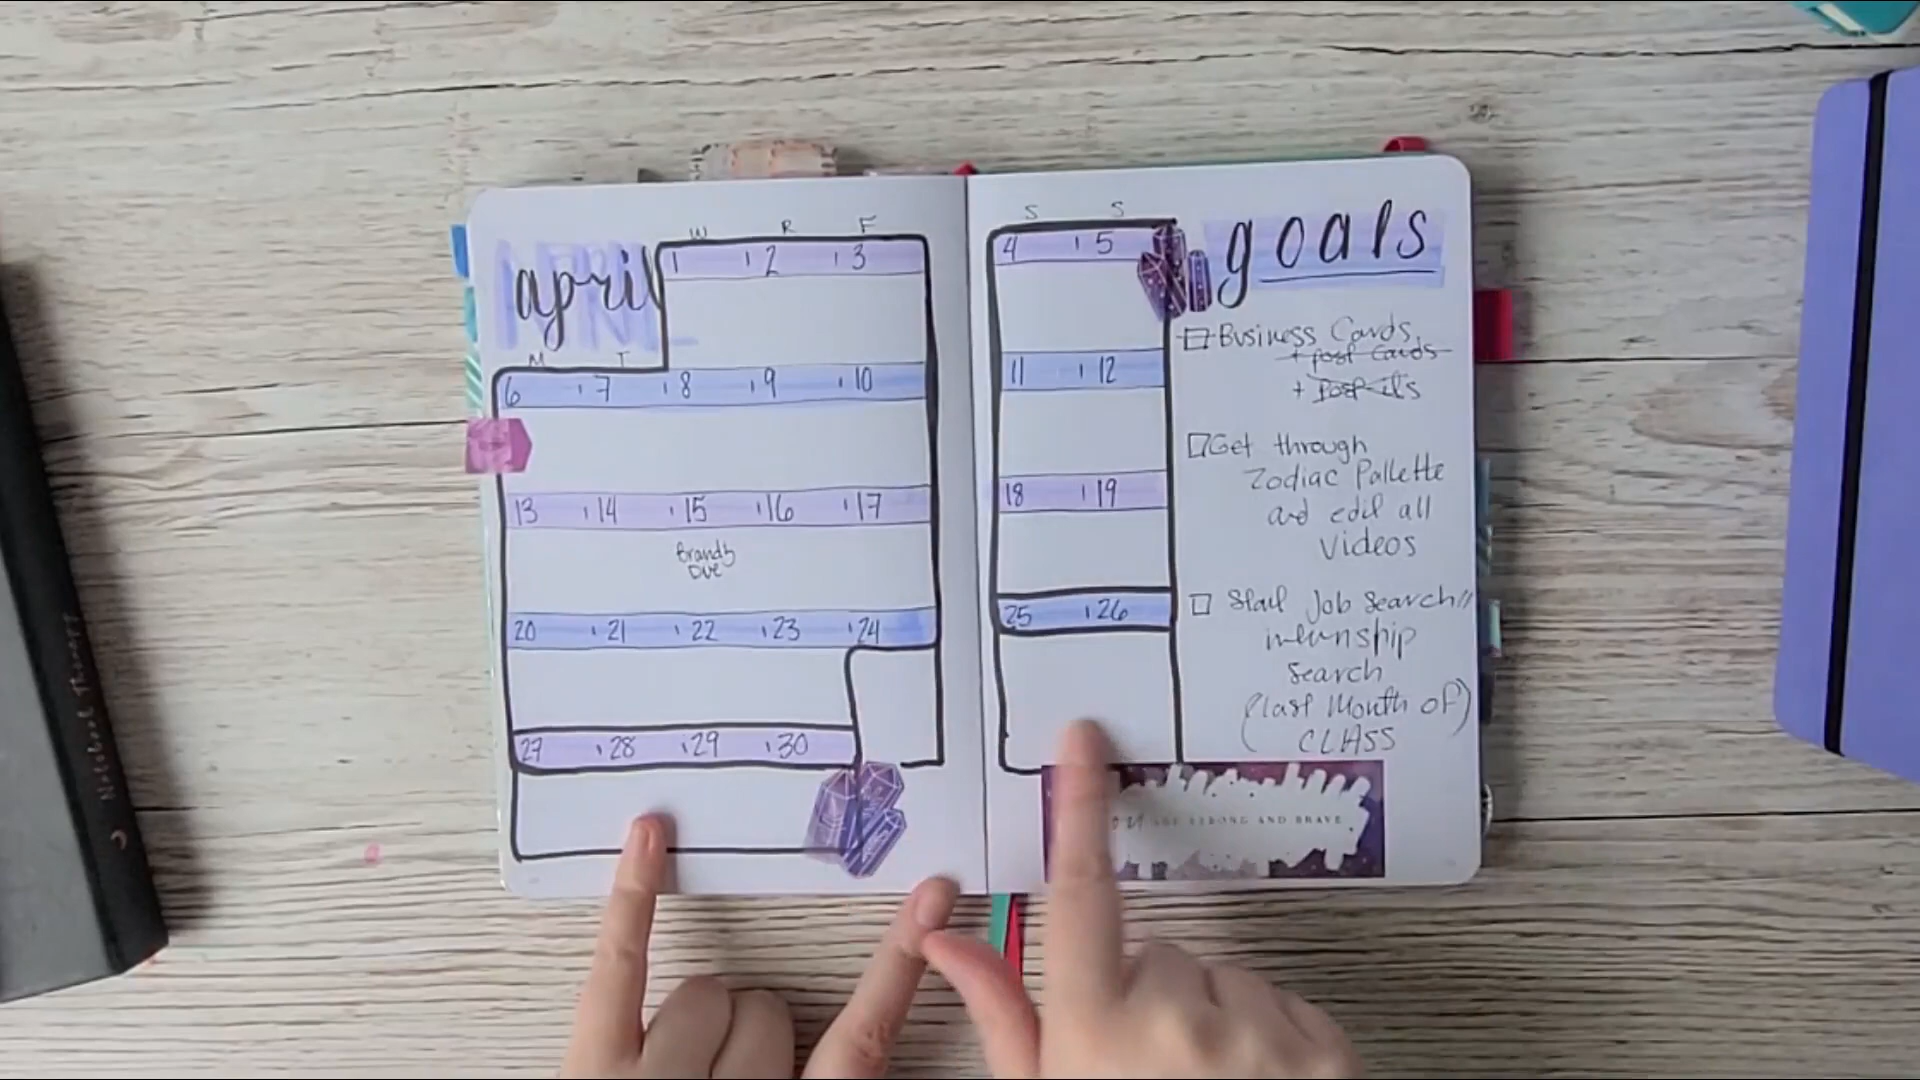 april
W R F
1 2 3
M T
6 7 8 9 10
13 14 15 16 17
Due
20 21 22 23 24
27 28 29 30
S S
4 5
11 12
18 19
25 26
goals
Business Cards
+ post cards
+ Post-it's
Get through
Zodiac Pallette
and edit all
Videos
Job Search//
internship
search
(last Month of)
CLASS
STRONG AND BRAVE
Notebook Therapy